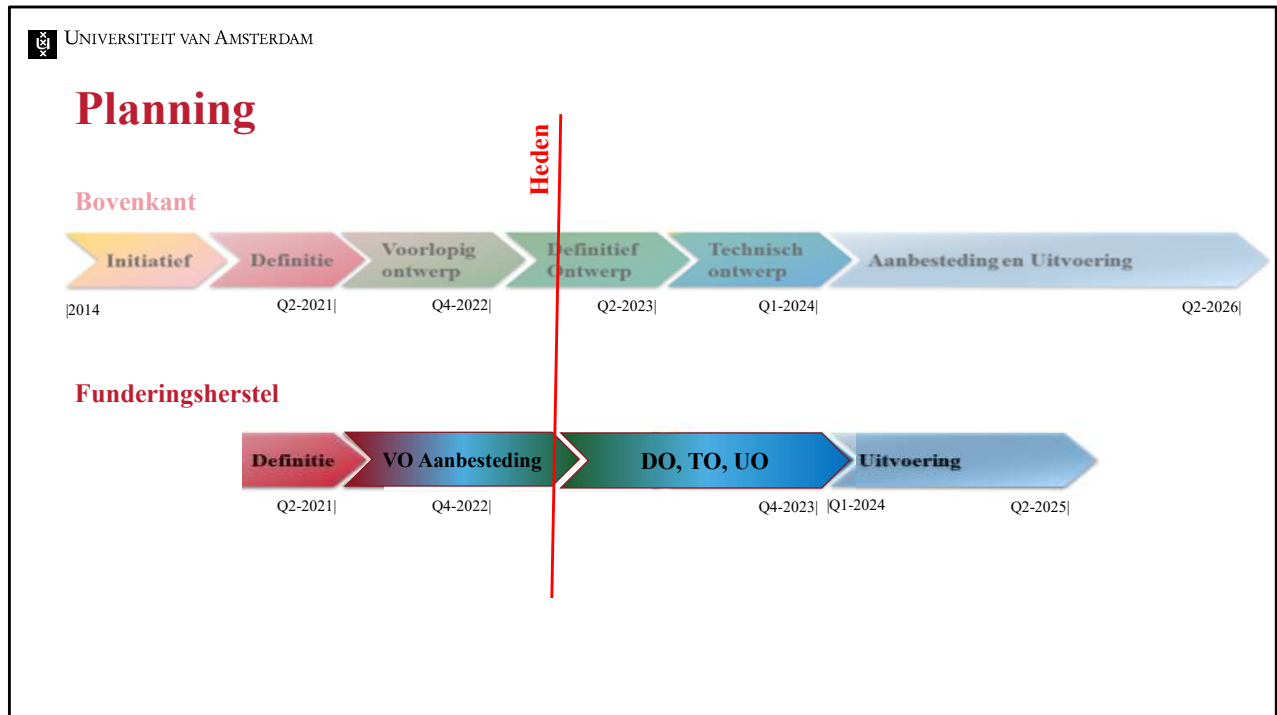 UNIVERSITEIT VAN AMSTERDAM
Planning
Heden
Bovenkant
Initiatief
Definitie
Voorlopig
ontwerp
Definitief
Ontwerp
Technisch
ontwerp
Aanbesteding en Uitvoering
|2014
Q2-2021|
Q4-2022|
Q2-2023|
Q1-2024|
Q2-2026|
Funderingsherstel
Definitie
VO Aanbesteding
DO, TO, UO
Uitvoering
Q2-2021|
Q4-2022|
Q4-2023|
|Q1-2024
Q2-2025|